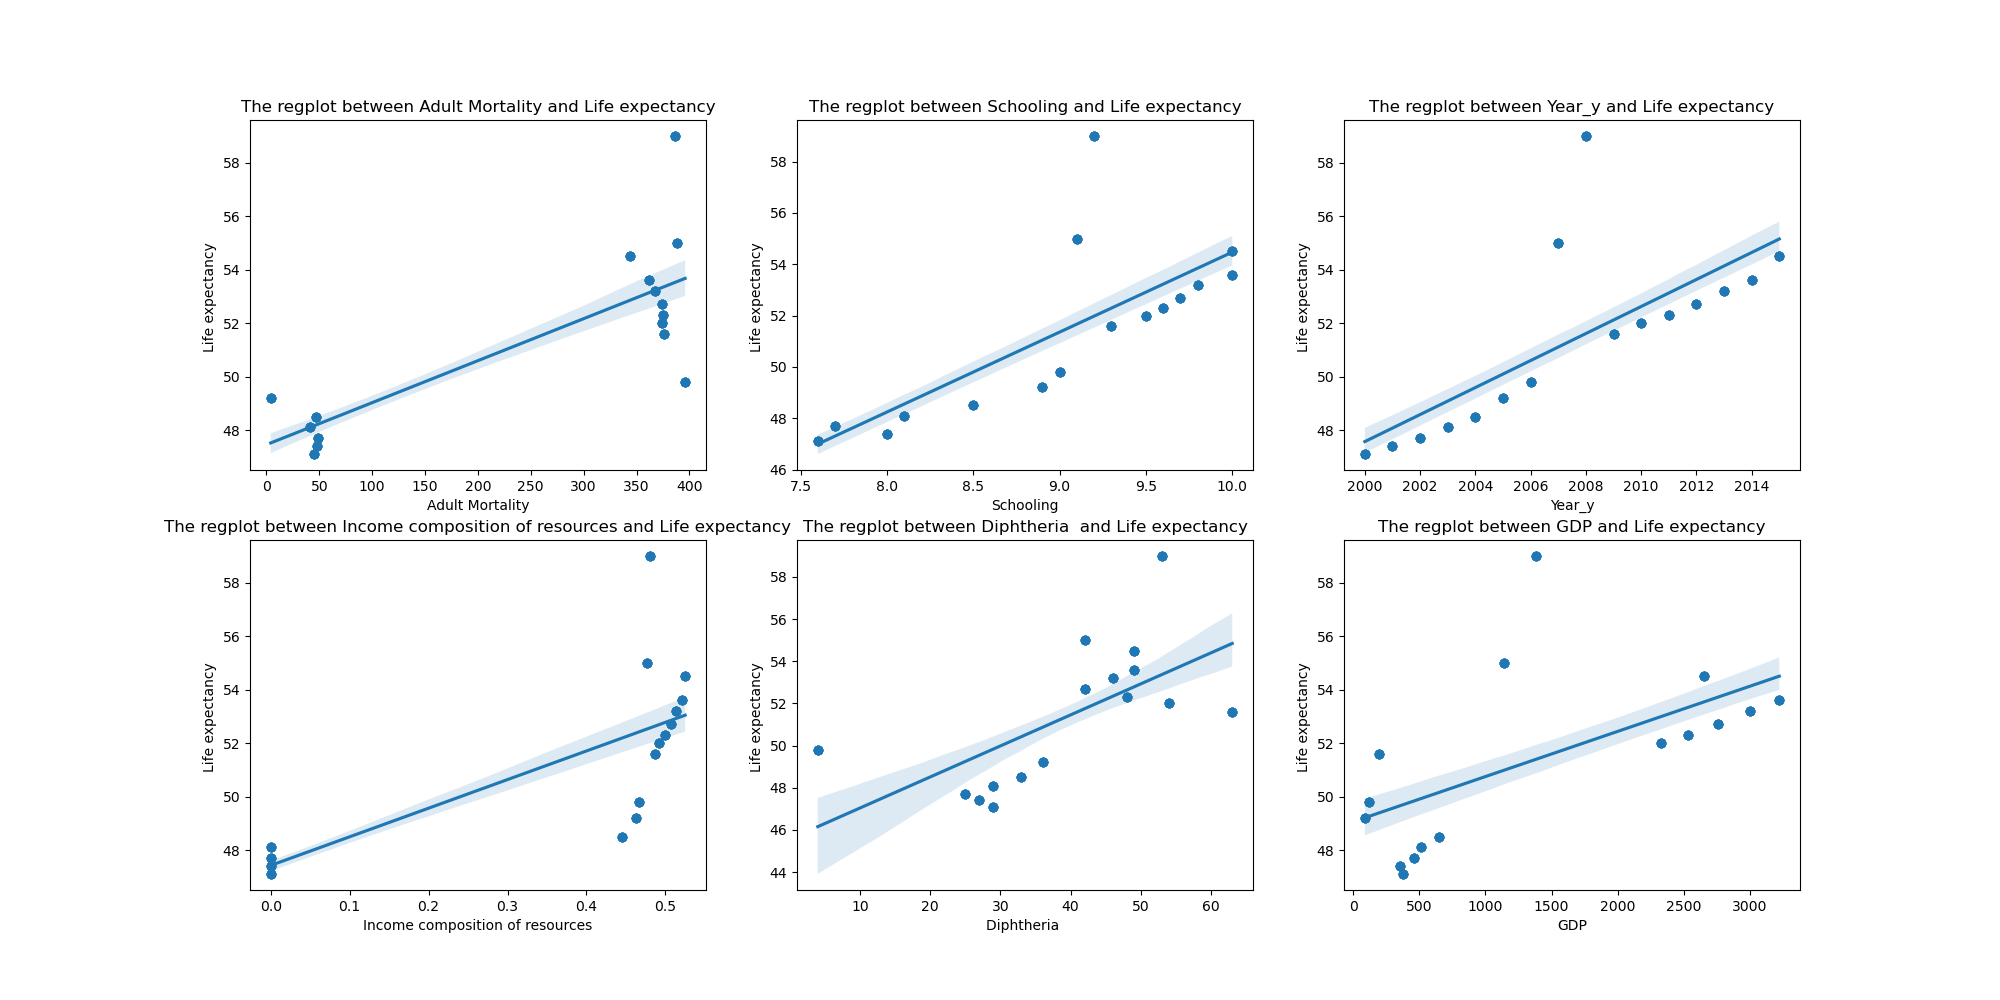 The regplot between Adult Mortality and Life expectancy
58
56
54
52
50
48
Life expectancy
0 50 100 150 200 250 300 350 400
Adult Mortality
The regplot between Schooling and Life expectancy
58
56
54
52
50
48
46
Life expectancy
7.5 8.0 8.5 9.0 9.5 10.0
Schooling
The regplot between Year_y and Life expectancy
58
56
54
52
50
48
Life expectancy
2000 2002 2004 2006 2008 2010 2012 2014
Year_y
The regplot between Income composition of resources and Life expectancy
58
56
54
52
50
48
Life expectancy
0.0 0.1 0.2 0.3 0.4 0.5
Income composition of resources
The regplot between Diphtheria  and Life expectancy
58
56
54
52
50
48
46
44
Life expectancy
10 20 30 40 50 60
Diphtheria
The regplot between GDP and Life expectancy
58
56
54
52
50
48
Life expectancy
0 500 1000 1500 2000 2500 3000
GDP